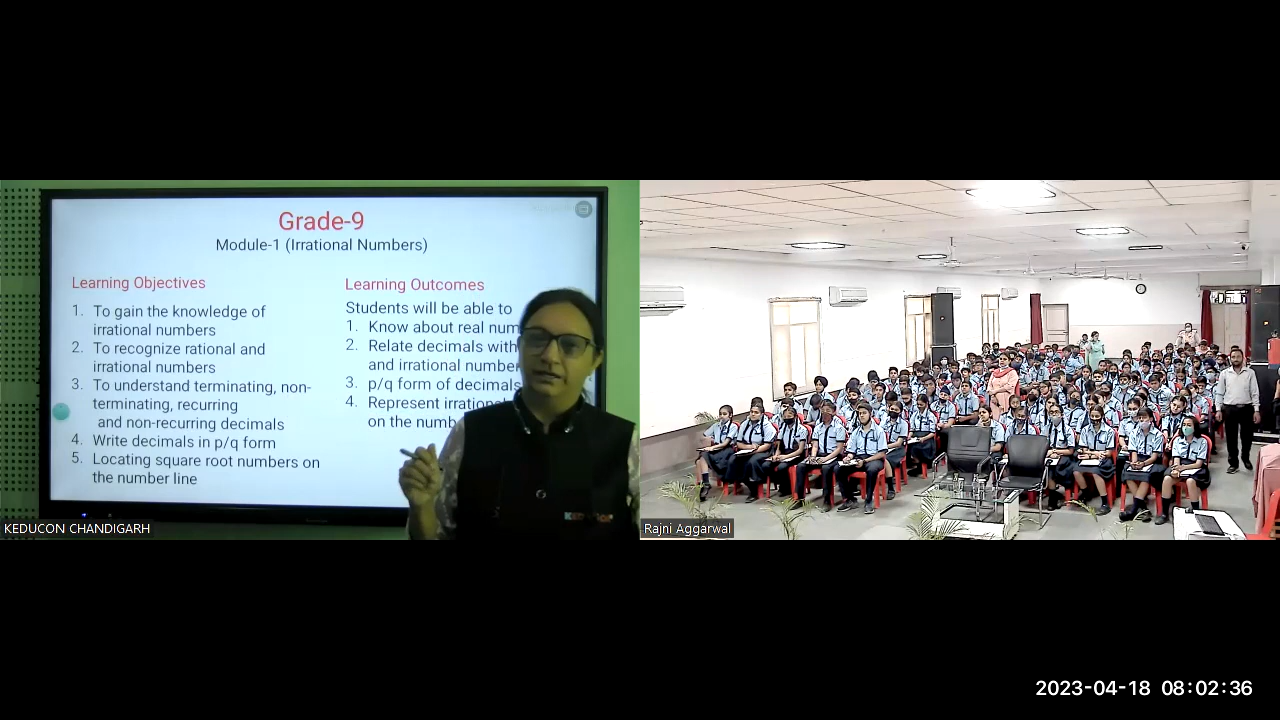 Grade-9
Module-1 (Irrational Numbers)
Learning Objectives
1. To gain the knowledge of
irrational numbers
2. To recognize rational and
irrational numbers
3. To understand terminating, non-
terminating, recurring
and non-recurring decimals
4. Write decimals in p/q form
5. Locating square root numbers on
the number line
Learning Outcomes
Students will be able to
1. Know about real num
2. Relate decimals with
and irrational number
3. p/q form of decimals
4. Represent irrational
on the numb
KEDUCON CHANDIGARH
Rajni Aggarwal
2023-04-18 08:02:36